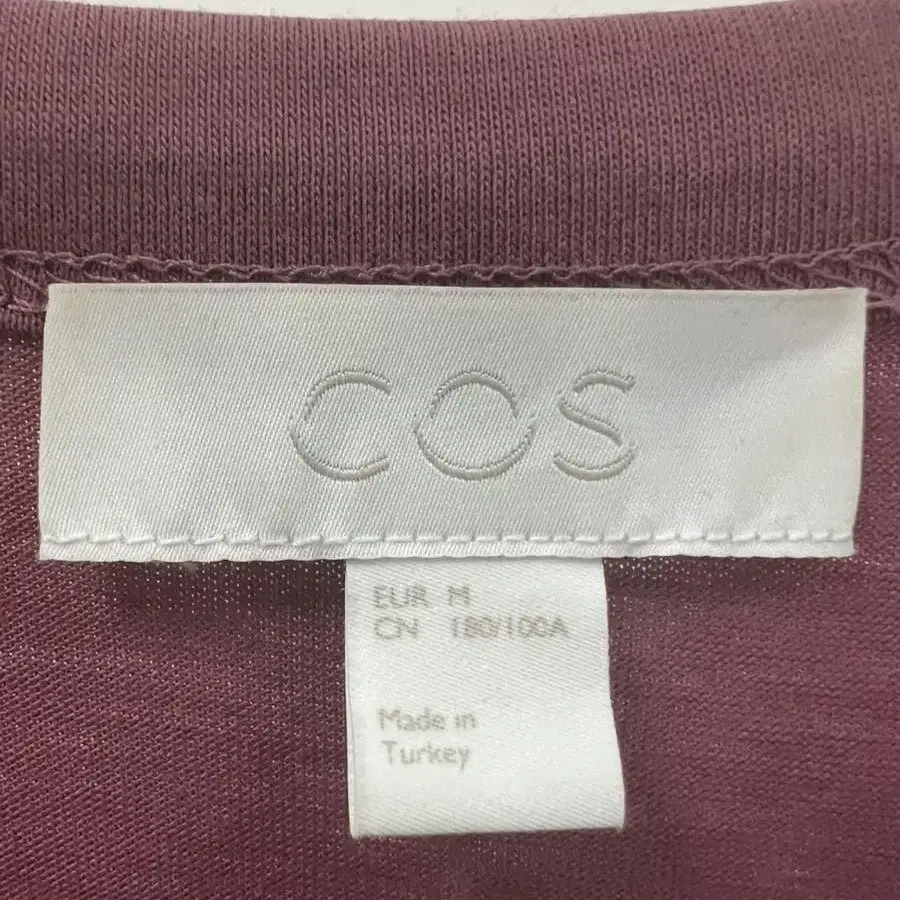 COS
EUR M
CN 180/100A
Made in
Turkey